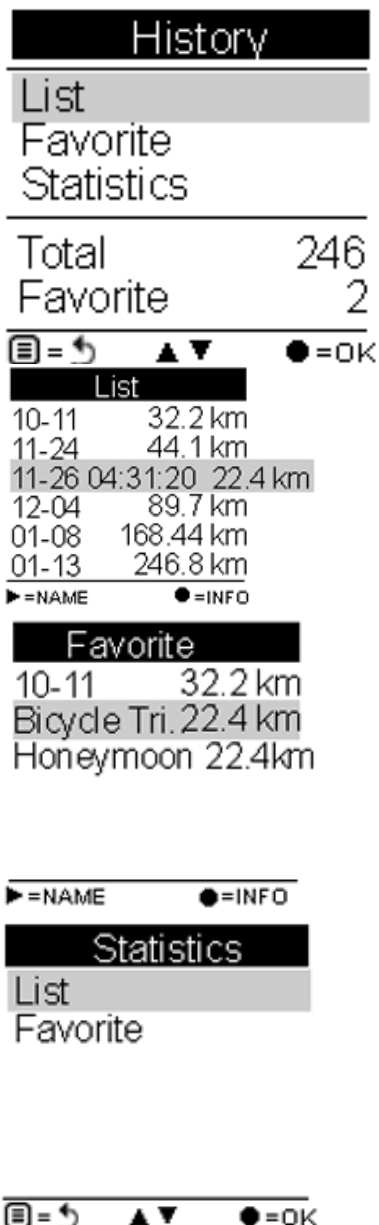 History
List
Favorite
Statistics
Total 246
Favorite 2
= ▲ ▼ ● =OK
List
10-11 32.2 km
11-24 44.1 km
11-26 04:31:20 22.4 km
12-04 89.7 km
01-08 168.44 km
01-13 246.8 km
▶ =NAME ● =INFO
Favorite
10-11 32.2 km
Bicycle Tri. 22.4 km
Honeymoon 22.4km
▶ =NAME ● =INFO
Statistics
List
Favorite
= ▲ ▼ ● =OK